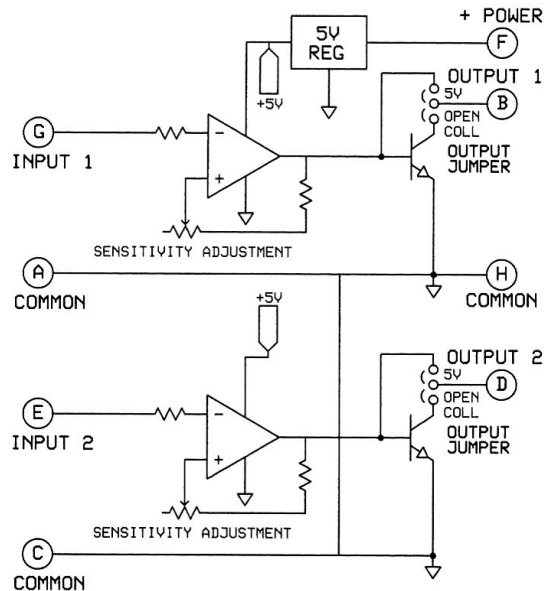 + POWER
5V
REG
F
+5V
OUTPUT 1
5V
B
OPEN
COLL
OUTPUT
JUMPER
G
INPUT 1
-
+
SENSITIVITY ADJUSTMENT
A
COMMON
H
COMMON
+5V
OUTPUT 2
5V
D
OPEN
COLL
OUTPUT
JUMPER
E
INPUT 2
-
+
SENSITIVITY ADJUSTMENT
C
COMMON